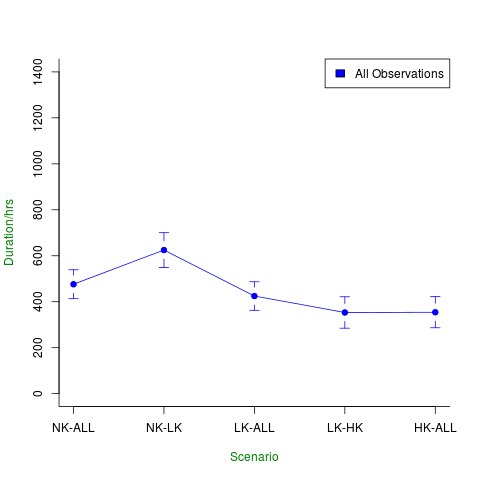 All Observations
Duration/hrs
1400
1200
1000
800
600
400
200
0
NK-ALL NK-LK LK-ALL LK-HK HK-ALL
Scenario